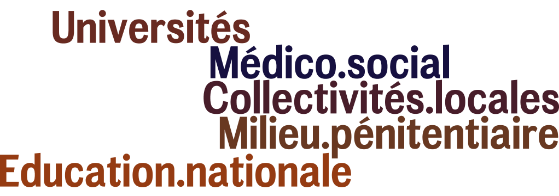 Universités
Médico.social
Collectivités.locales
Milieu.pénitentiaire
Education.nationale